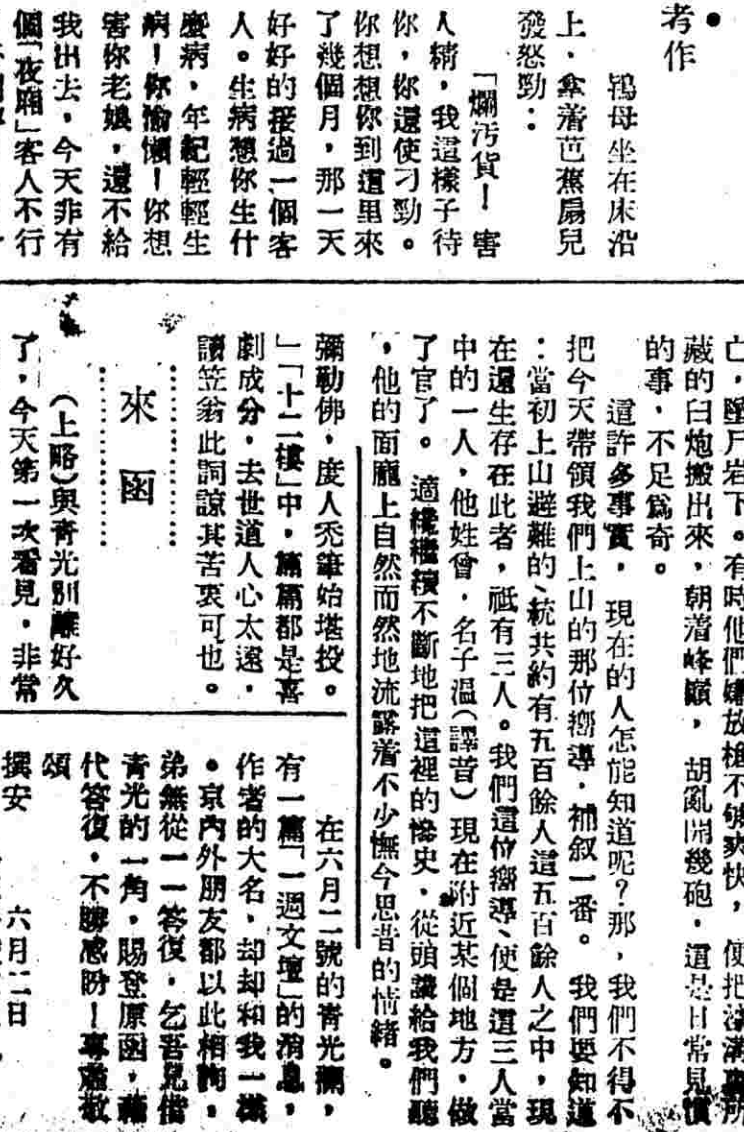 ●
考作
鴇母坐在床沿
上,拿着芭蕉扇兒
發怒勁:
「爛污貨!害
人精,我這樣子待
你,你還使刁勁。
你想想你到這里來
了幾個月,那一天
好好的接過一個客
人。生病想你生什
麼病,年紀輕輕生
病!你偷懶!你想
害你老娘,還不給
我出去,今天非有
個「夜廂」客人不行
亡,墮尸岩下。有時他們嫌放槍不够爽快,便把
藏的臼炮搬出來,朝着峰巔,胡亂開幾砲,這是日常見慣
的事,不足爲奇。
這許多事實,現在的人怎能知道呢?那,我們不得不
把今天帶領我們上山的那位嚮導,補叙一番。我們要知道
:當初上山避難的、統共約有五百餘人這五百餘人之中,現
在還生存在此者,祇有三人。我們這位嚮導、便是這三人當
中的一人,他姓曾,名子温(譯音)現在附近某個地方,做
了官了。適纔繼續不斷地把這裡的慘史,從頭講給我們聽
,他的面龐上自然而然地流露着不少憮今思昔的情緒。
彌勒佛,度人禿筆始堪投。
」「十二樓」中,篇篇都是喜
劇成分,去世道人心太遠,
讀笠翁此詞諒其苦衷可也。
來函
(上略)與青光別離好久
了,今天第一次看見,非常
在六月二號的青光欄,
有一篇「一週文壇」的消息,
作者的大名,却却和我一樣
。京內外朋友都以此相詢,
弟無從一一答復,乞吾兄借
青光的一角,賜登原函,藉
代答復,不勝感盼!專此敬
頌
撰安
六月二日